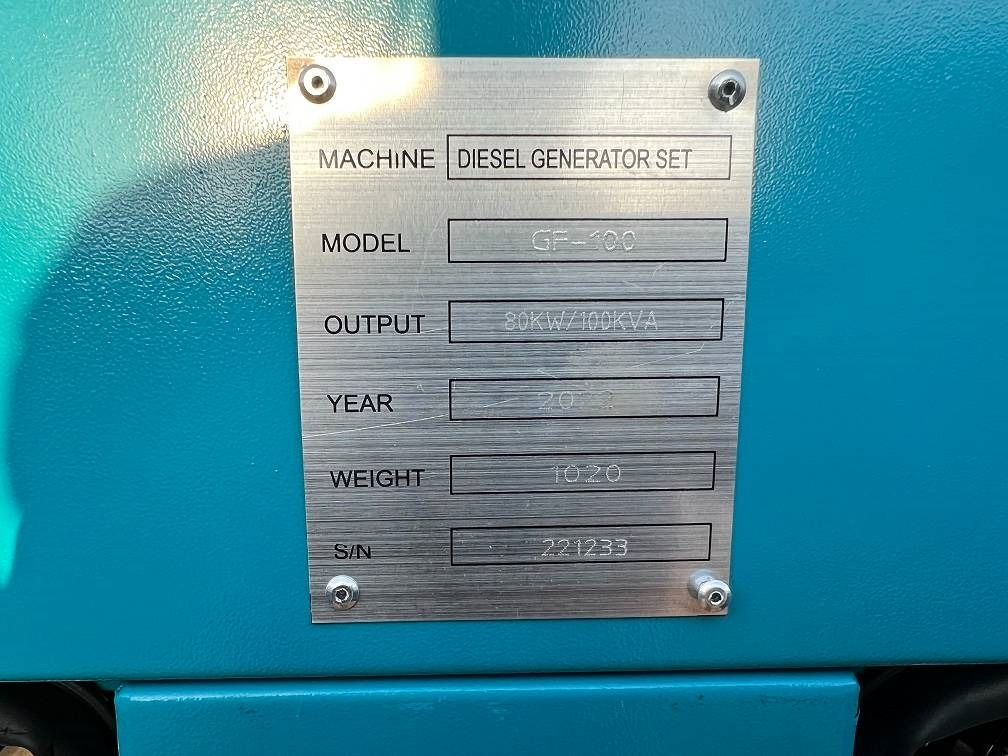 MACHINE DIESEL GENERATOR SET
MODEL GF-100
OUTPUT 80KW/100KVA
YEAR
WEIGHT 1020
S/N 221233